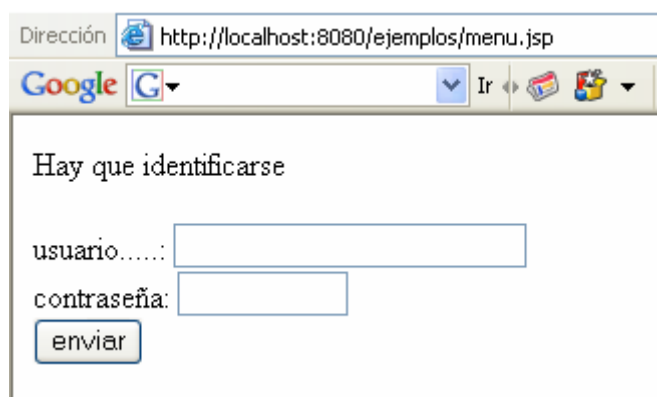 Dirección http://localhost:8080/ejemplos/menu.jsp
Google G Ir
Hay que identificarse
usuario.....:
contraseña:
enviar